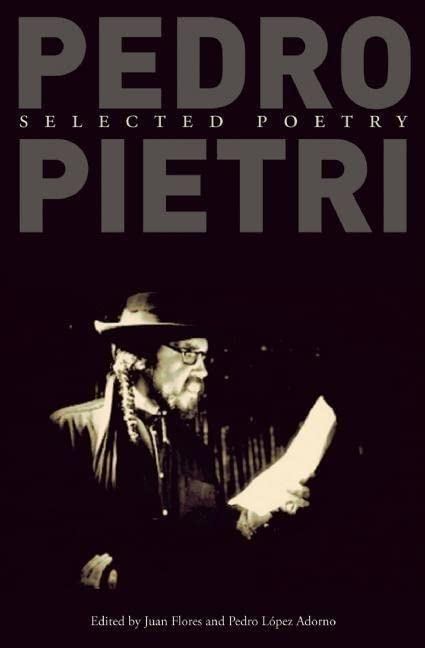 PEDRO
SELECTED POETRY
PIETRI
Edited by Juan Flores and Pedro López Adorno